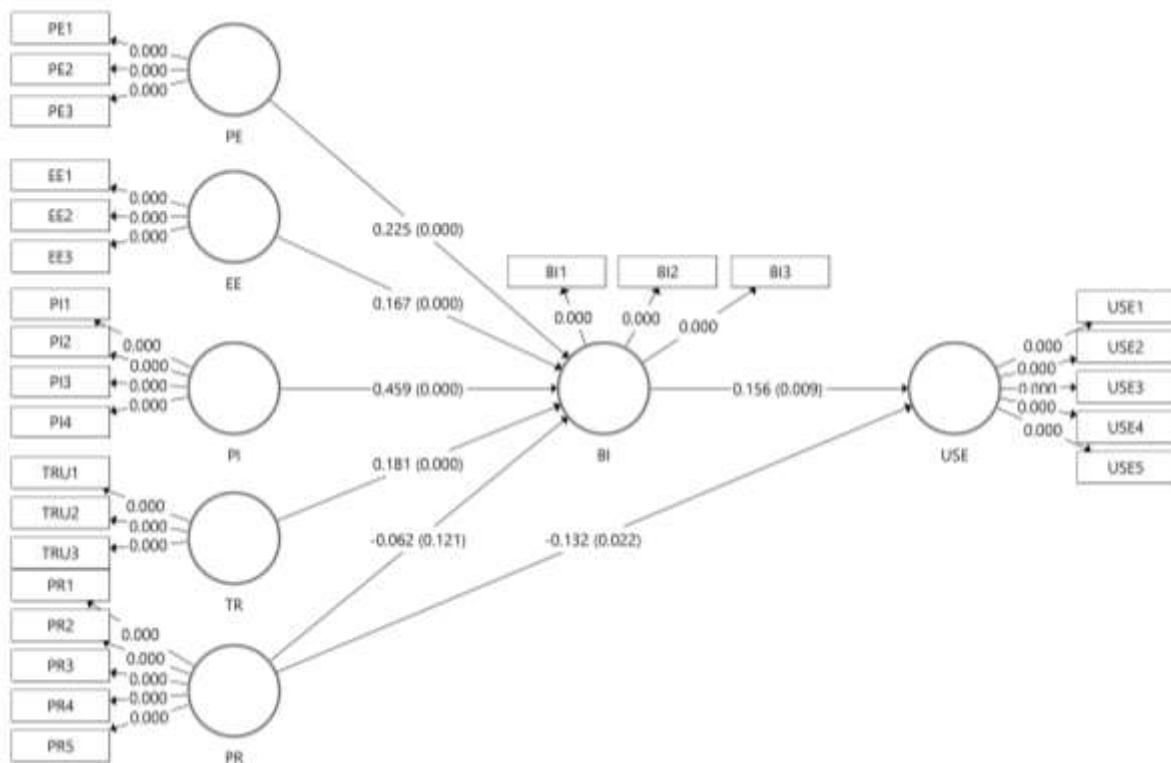 PE1
PE2
PE3
0.000
0.000
0.000
PE
EE1
EE2
EE3
0.000
0.000
0.000
EE
PI1
PI2
PI3
PI4
0.000
0.000
0.000
0.000
PI
TRU1
TRU2
TRU3
0.000
0.000
0.000
TR
PR1
PR2
PR3
PR4
PR5
0.000
0.000
0.000
0.000
0.000
PR
0.225 (0.000)
0.167 (0.000)
0.459 (0.000)
0.181 (0.000)
-0.062 (0.121)
-0.132 (0.022)
BI1
BI2
BI3
0.000
0.000
0.000
BI
0.156 (0.009)
USE
0.000
0.000
0.000
0.000
0.000
USE1
USE2
USE3
USE4
USE5